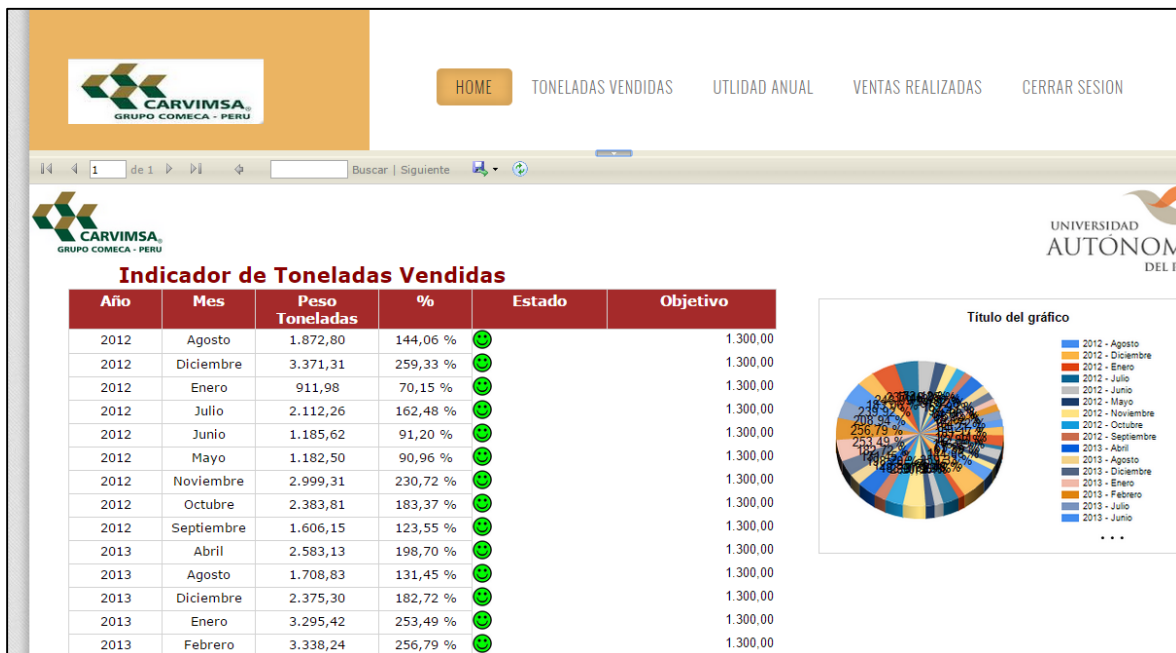 CARVIMSA®
GRUPO COMECA - PERU
HOME TONELADAS VENDIDAS UTLIDAD ANUAL VENTAS REALIZADAS CERRAR SESION
1 de 1 Buscar | Siguiente
CARVIMSA®
GRUPO COMECA - PERU
UNIVERSIDAD
AUTÓNOM
DEL
Indicador de Toneladas Vendidas
Año Mes Peso Toneladas % Estado Objetivo
2012 Agosto 1.872,80 144,06 % 1.300,00
2012 Diciembre 3.371,31 259,33 % 1.300,00
2012 Enero 911,98 70,15 % 1.300,00
2012 Julio 2.112,26 162,48 % 1.300,00
2012 Junio 1.185,62 91,20 % 1.300,00
2012 Mayo 1.182,50 90,96 % 1.300,00
2012 Noviembre 2.999,31 230,72 % 1.300,00
2012 Octubre 2.383,81 183,37 % 1.300,00
2012 Septiembre 1.606,15 123,55 % 1.300,00
2013 Abril 2.583,13 198,70 % 1.300,00
2013 Agosto 1.708,83 131,45 % 1.300,00
2013 Diciembre 2.375,30 182,72 % 1.300,00
2013 Enero 3.295,42 253,49 % 1.300,00
2013 Febrero 3.338,24 256,79 % 1.300,00
Título del gráfico
239,92 %
208,94 %
256,79 %
253,49 %
2012 - Agosto
2012 - Diciembre
2012 - Enero
2012 - Julio
2012 - Junio
2012 - Mayo
2012 - Noviembre
2012 - Octubre
2012 - Septiembre
2013 - Abril
2013 - Agosto
2013 - Diciembre
2013 - Enero
2013 - Febrero
2013 - Julio
2013 - Junio
...